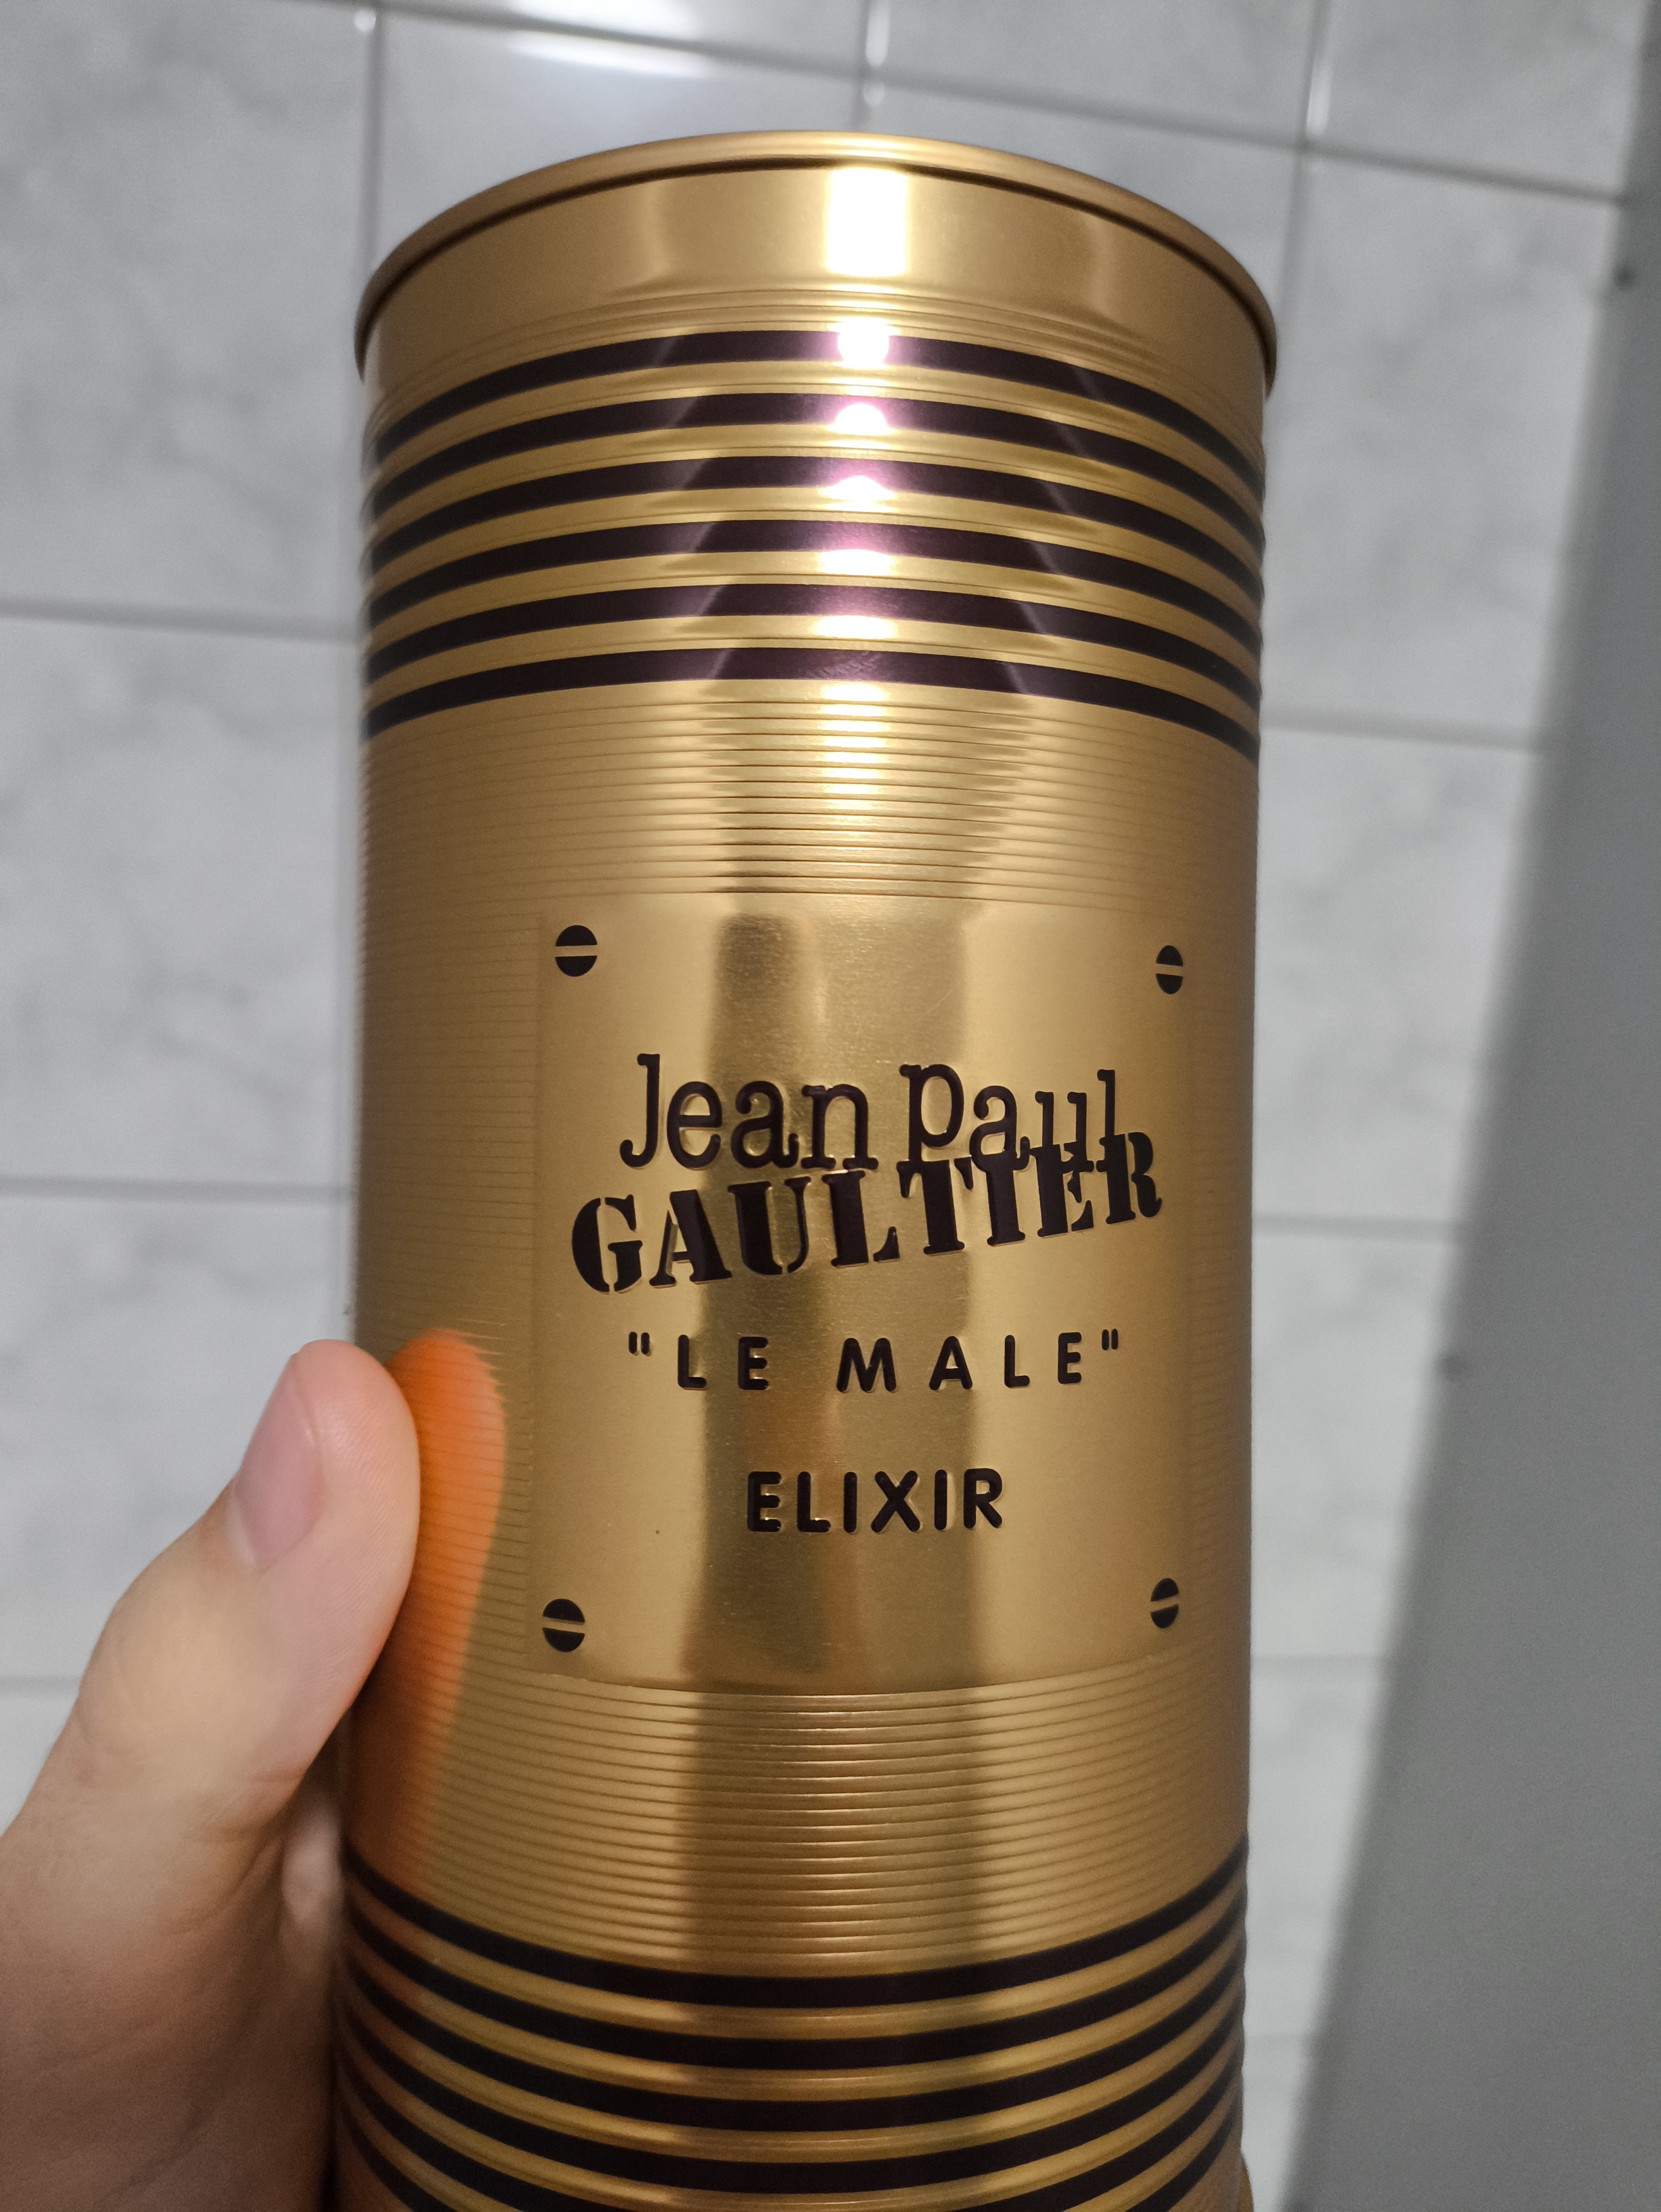 Jean Paul
GAULTIER
"LE MALE"
ELIXIR